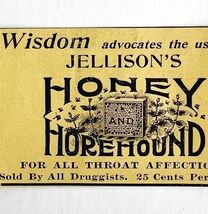 Wisdom advocates the us
JELLISON'S
HONEY
AND
HOREHOUND
FOR ALL THROAT AFFECTIO
Sold By All Druggists. 25 Cents Per